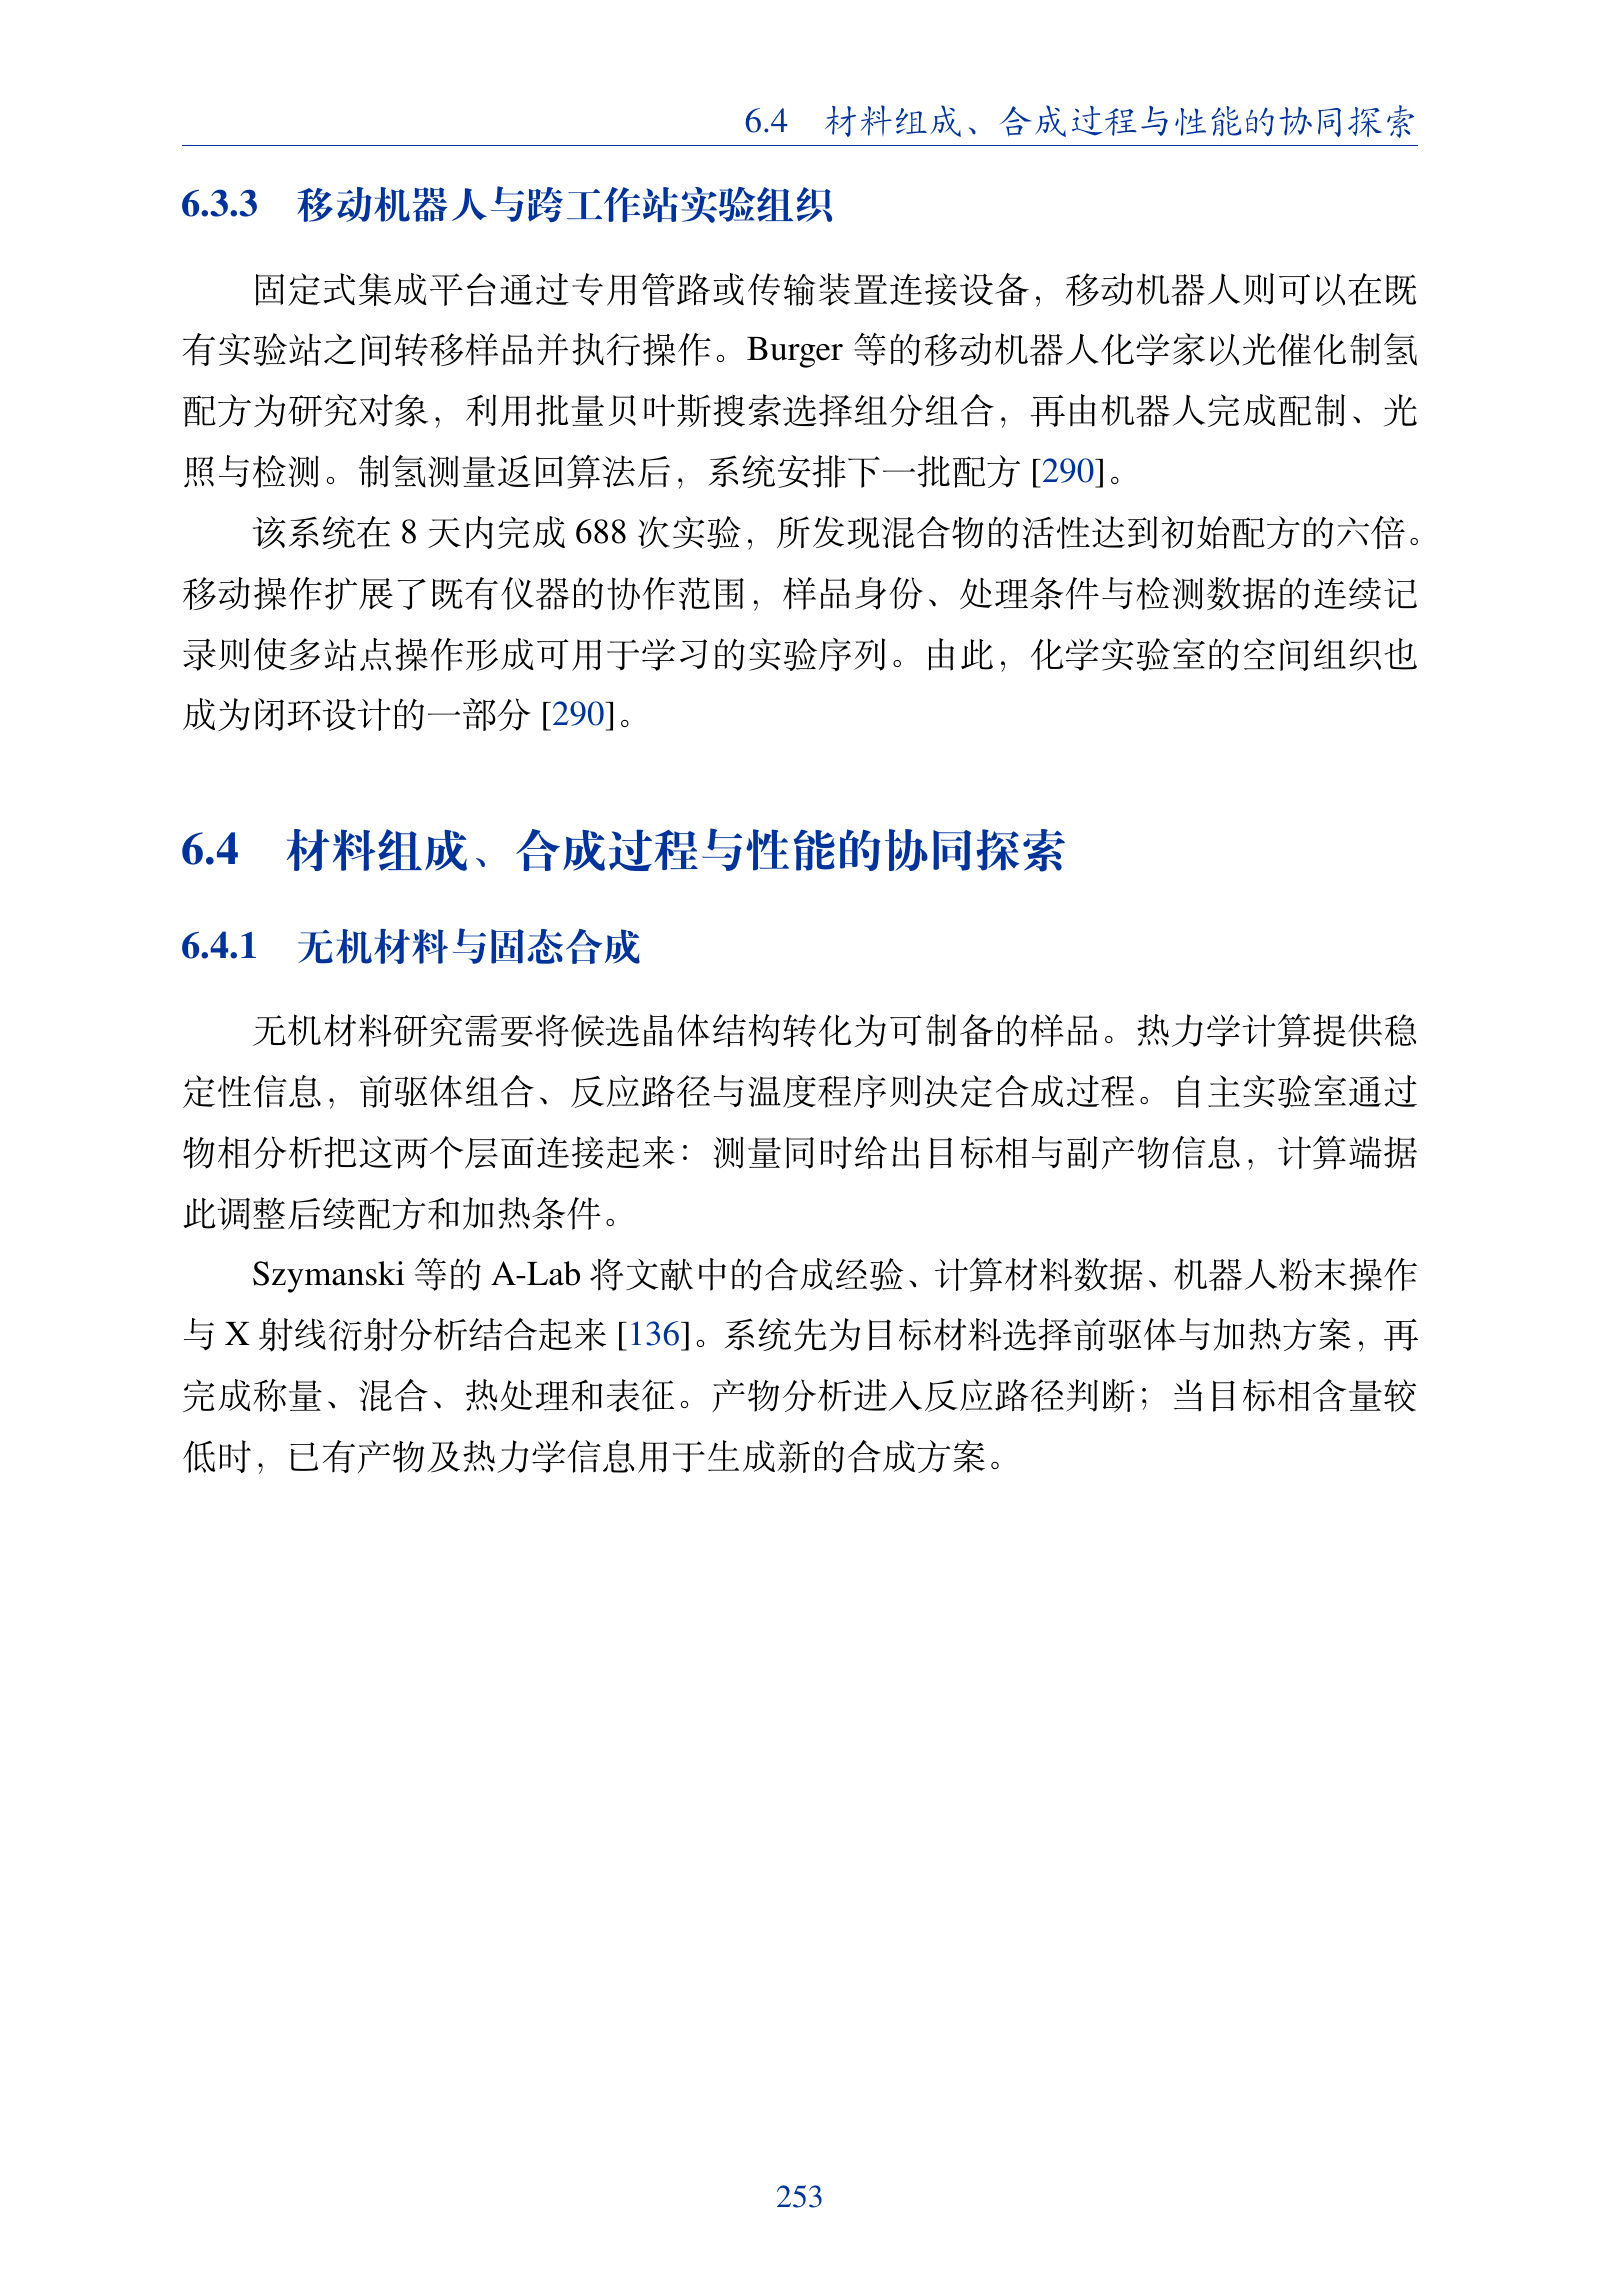 6.4 材料组成、合成过程与性能的协同探索
6.3.3 移动机器人与跨工作站实验组织
固定式集成平台通过专用管路或传输装置连接设备，移动机器人则可以在既
有实验站之间转移样品并执行操作。Burger 等的移动机器人化学家以光催化制氢
配方为研究对象，利用批量贝叶斯搜索选择组分组合，再由机器人完成配制、光
照与检测。制氢测量返回算法后，系统安排下一批配方 [290]。
该系统在 8 天内完成 688 次实验，所发现混合物的活性达到初始配方的六倍。
移动操作扩展了既有仪器的协作范围，样品身份、处理条件与检测数据的连续记
录则使多站点操作形成可用于学习的实验序列。由此，化学实验室的空间组织也
成为闭环设计的一部分 [290]。
6.4 材料组成、合成过程与性能的协同探索
6.4.1 无机材料与固态合成
无机材料研究需要将候选晶体结构转化为可制备的样品。热力学计算提供稳
定性信息，前驱体组合、反应路径与温度程序则决定合成过程。自主实验室通过
物相分析把这两个层面连接起来：测量同时给出目标相与副产物信息，计算端据
此调整后续配方和加热条件。
Szymanski 等的 A-Lab 将文献中的合成经验、计算材料数据、机器人粉末操作
与 X 射线衍射分析结合起来 [136]。系统先为目标材料选择前驱体与加热方案，再
完成称量、混合、热处理和表征。产物分析进入反应路径判断；当目标相含量较
低时，已有产物及热力学信息用于生成新的合成方案。
253